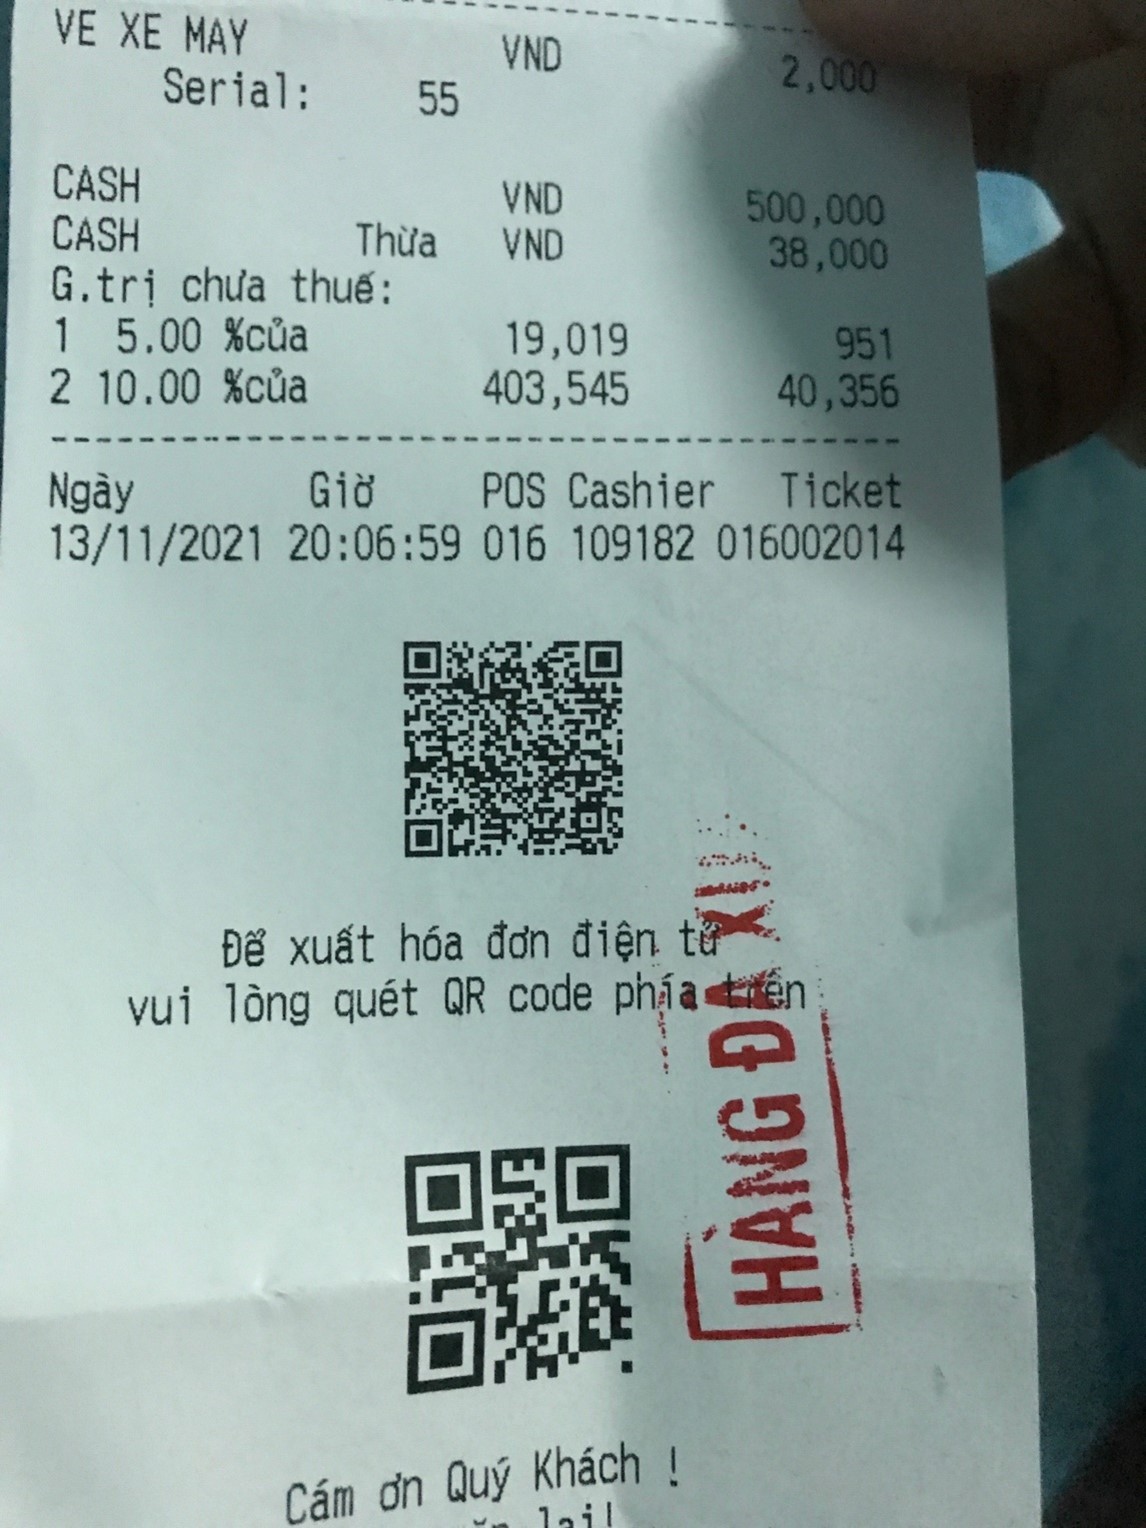 VE XE MAY VND 2,000
Serial: 55
CASH VND 500,000
CASH Thừa VND 38,000
G.trị chưa thuế:
1 5.00 %của 19,019 951
2 10.00 %của 403,545 40,356
Ngày Giờ POS Cashier Ticket
13/11/2021 20:06:59 016 109182 016002014
Để xuất hóa đơn điện tử
vui lòng quét QR code phía trên
HÀNG ĐÃ
Cám ơn Quý Khách !
lại!